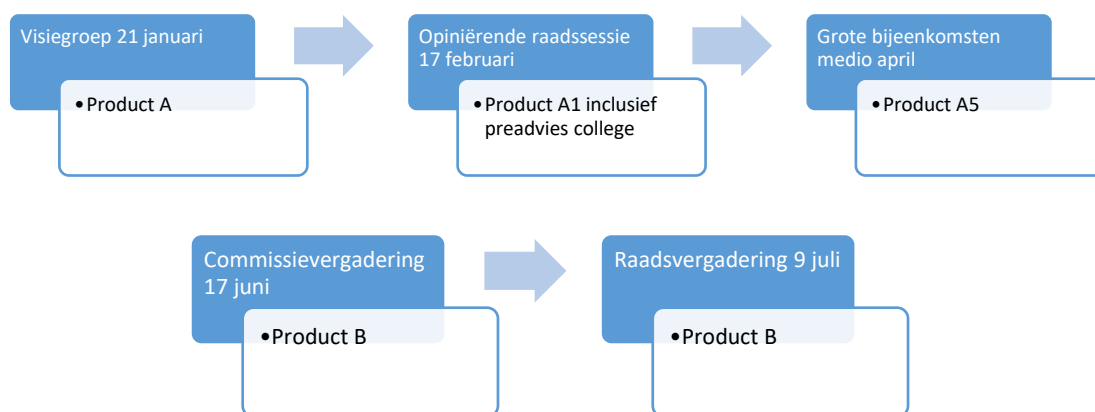 Visiegroep 21 januari
•Product A
Opiniërende raadssessie
17 februari
•Product A1 inclusief
preadvies college
Grote bijeenkomsten
medio april
•Product A5
Commissievergadering
17 juni
•Product B
Raadsvergadering 9 juli
•Product B